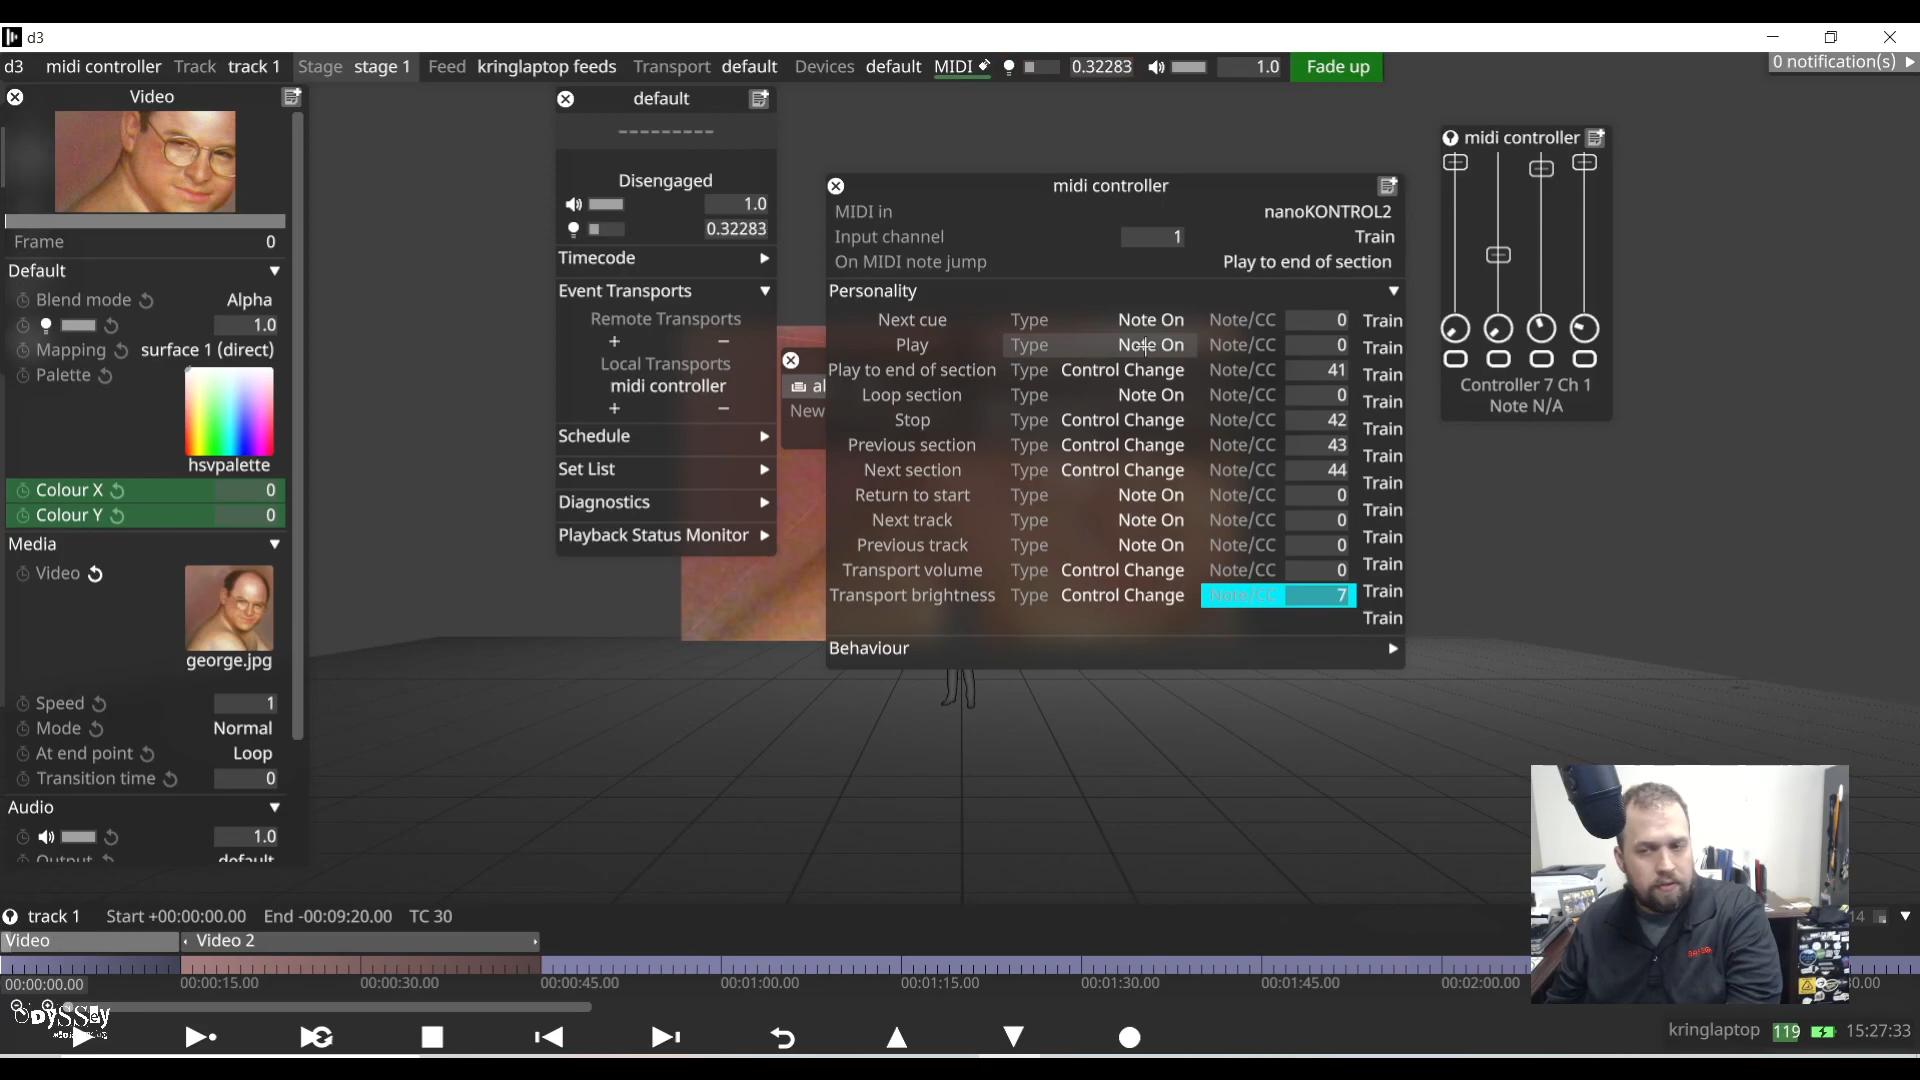 d3
d3 midi controller Track track 1 Stage stage 1 Feed kringlaptop feeds Transport default Devices default MIDI 0.32283 1.0 Fade up 0 notification(s)
Video
Frame 0
Default
Blend mode Alpha
1.0
Mapping surface 1 (direct)
Palette
hsvpalette
Colour X 0
Colour Y 0
Media
Video
george.jpg
Speed 1
Mode Normal
At end point Loop
Transition time 0
Audio
1.0
Output default
default
---------
Disengaged
1.0
0.32283
Timecode
Event Transports
Remote Transports
+ −
Local Transports
midi controller
+ −
Schedule
Set List
Diagnostics
Playback Status Monitor
al
New
midi controller
MIDI in nanoKONTROL2
Input channel 1 Train
On MIDI note jump Play to end of section
Personality
Next cue Type Note On Note/CC 0 Train
Play Type Note On Note/CC 0 Train
Play to end of section Type Control Change Note/CC 41 Train
Loop section Type Note On Note/CC 0 Train
Stop Type Control Change Note/CC 42 Train
Previous section Type Control Change Note/CC 43 Train
Next section Type Control Change Note/CC 44 Train
Return to start Type Note On Note/CC 0 Train
Next track Type Note On Note/CC 0 Train
Previous track Type Note On Note/CC 0 Train
Transport volume Type Control Change Note/CC 0 Train
Transport brightness Type Control Change Note/CC 7 Train
Behaviour
midi controller
Controller 7 Ch 1
Note N/A
track 1 Start +00:00:00.00 End -00:09:20.00 TC 30 14
Video Video 2
00:00:00.00 00:00:15.00 00:00:30.00 00:00:45.00 00:01:00.00 00:01:15.00 00:01:30.00 00:01:45.00 00:02:00.00 30.00
kringlaptop 119 15:27:33